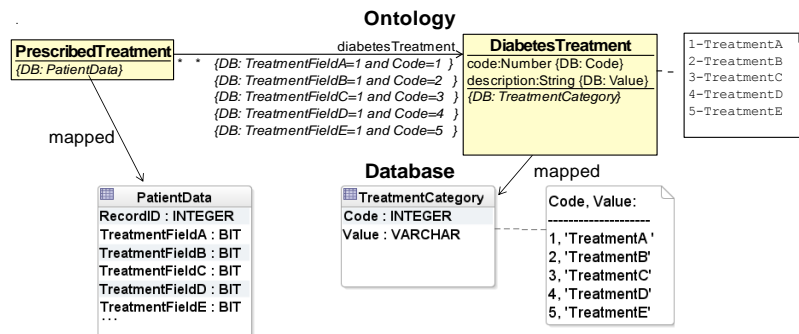 Ontology
PrescribedTreatment
{DB: PatientData}
* *
diabetesTreatment
{DB: TreatmentFieldA=1 and Code=1 }
{DB: TreatmentFieldB=1 and Code=2 }
{DB: TreatmentFieldC=1 and Code=3 }
{DB: TreatmentFieldD=1 and Code=4 }
{DB: TreatmentFieldE=1 and Code=5 }
DiabetesTreatment
code:Number {DB: Code}
description:String {DB: Value}
{DB: TreatmentCategory}
1-TreatmentA
2-TreatmentB
3-TreatmentC
4-TreatmentD
5-TreatmentE
mapped
mapped
Database
PatientData
RecordID : INTEGER
TreatmentFieldA : BIT
TreatmentFieldB : BIT
TreatmentFieldC : BIT
TreatmentFieldD : BIT
TreatmentFieldE : BIT
...
TreatmentCategory
Code : INTEGER
Value : VARCHAR
Code, Value:
--------------------
1, 'TreatmentA '
2, 'TreatmentB'
3, 'TreatmentC'
4, 'TreatmentD'
5, 'TreatmentE'